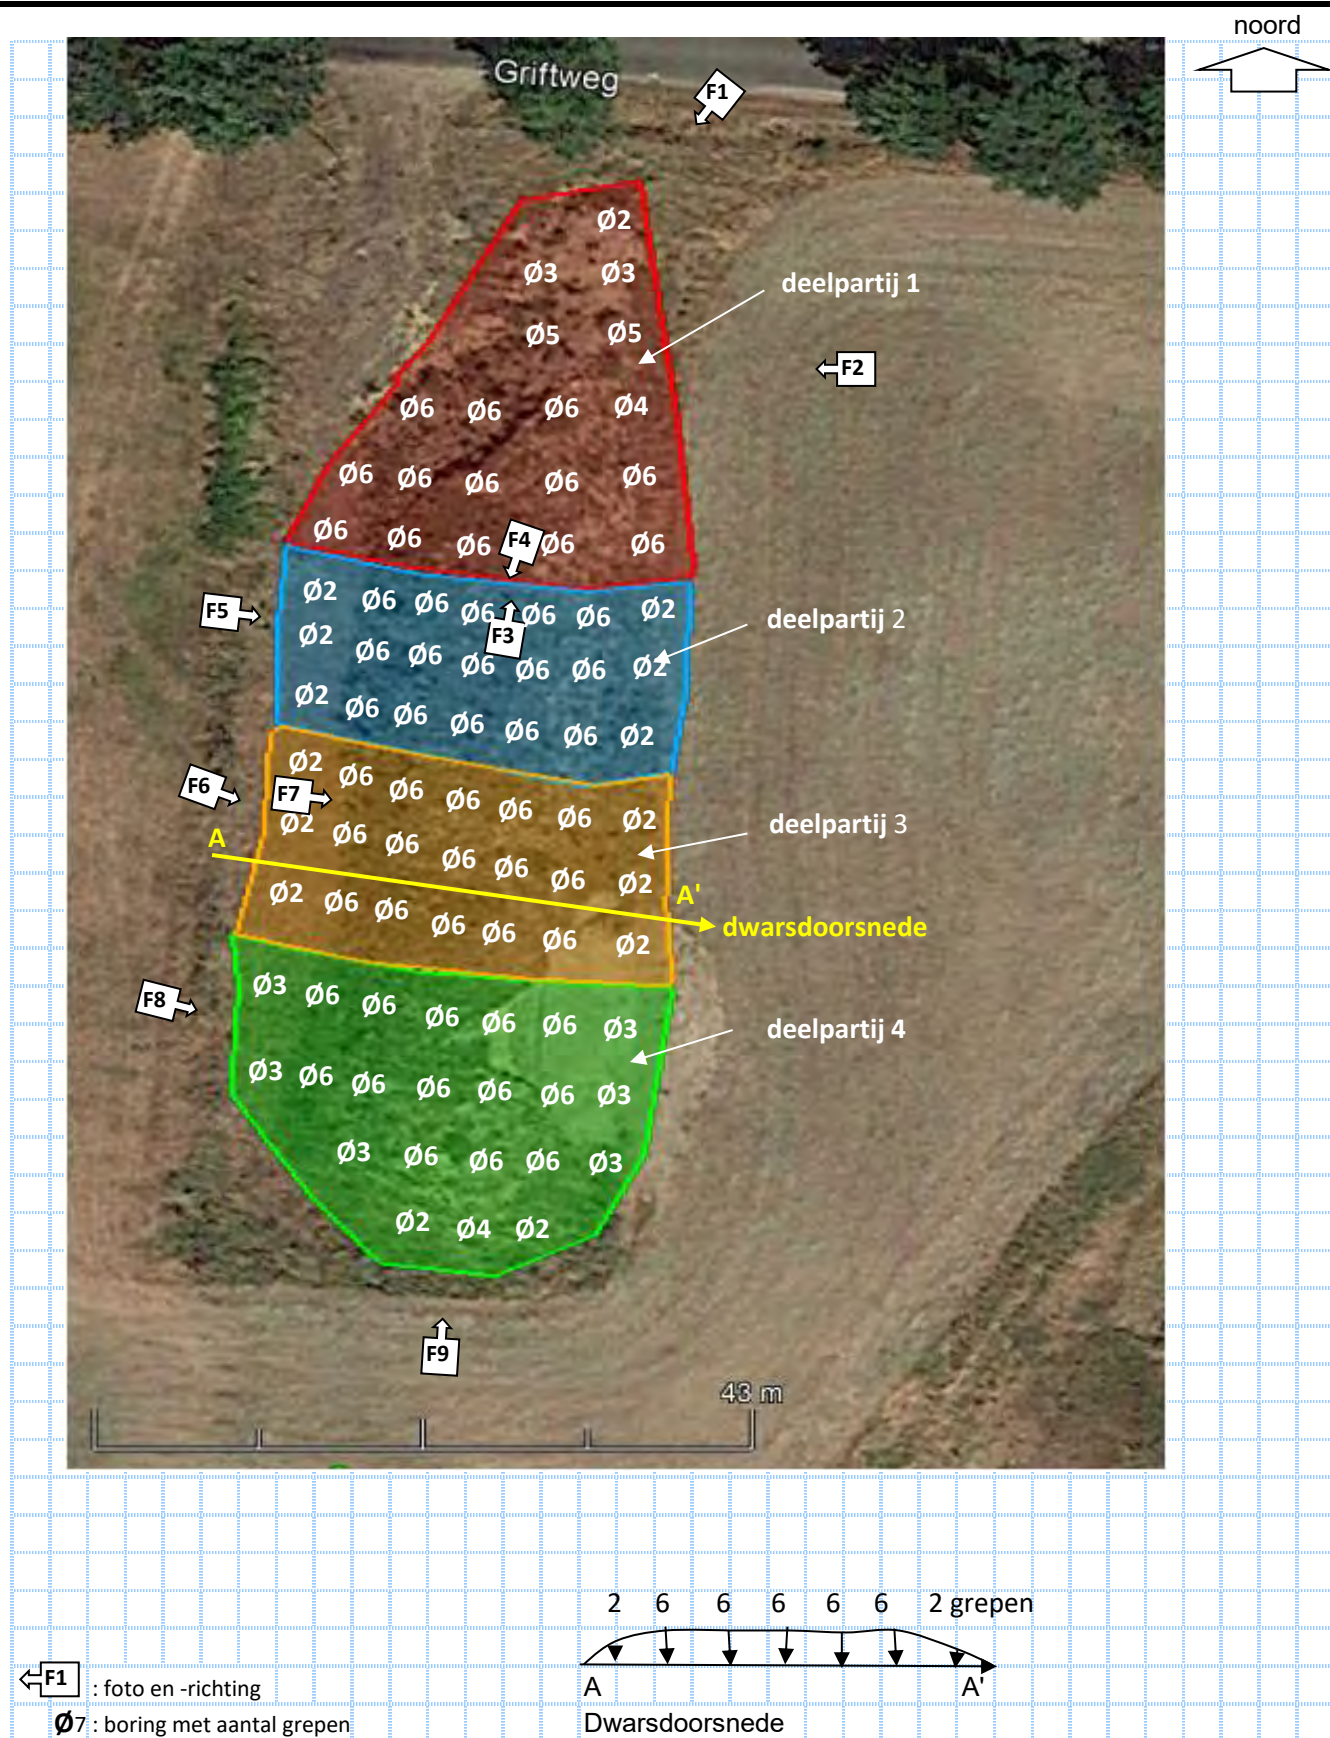 noord
Griftweg
F1
Ø2
Ø3 Ø3
deelpartij 1
Ø5 Ø5
F2
Ø6 Ø6 Ø6 Ø4
Ø6 Ø6 Ø6 Ø6 Ø6
Ø6 Ø6 Ø6 F4 Ø6 Ø6
Ø2 Ø6 Ø6 Ø6 Ø6 Ø6 Ø2
F5
deelpartij 2
F3
Ø2 Ø6 Ø6 Ø6 Ø6 Ø6 Ø2
Ø2 Ø6 Ø6 Ø6 Ø6 Ø6 Ø2
Ø2 Ø6 Ø6 Ø6 Ø6 Ø6 Ø2
F6
F7
deelpartij 3
Ø2 Ø6 Ø6 Ø6 Ø6 Ø6 Ø2
A
A'
Ø2 Ø6 Ø6 Ø6 Ø6 Ø6 Ø2
dwarsdoorsnede
F8
Ø3 Ø6 Ø6 Ø6 Ø6 Ø6 Ø3
deelpartij 4
Ø3 Ø6 Ø6 Ø6 Ø6 Ø6 Ø3
Ø3 Ø6 Ø6 Ø6 Ø3
Ø2 Ø4 Ø2
F9
43 m
2 6 6 6 6 6 2 grepen
F1 : foto en -richting
A A'
Ø7 : boring met aantal grepen
Dwarsdoorsnede